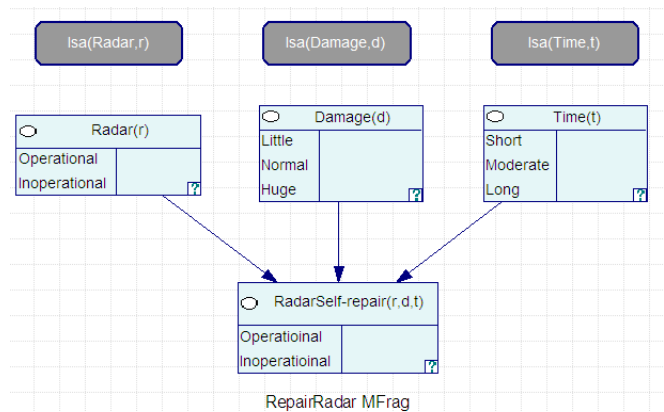 Isa(Radar,r)
Isa(Damage,d)
Isa(Time,t)
Radar(r)
Operational
Inoperational
?
Damage(d)
Little
Normal
Huge
?
Time(t)
Short
Moderate
Long
?
RadarSelf-repair(r,d,t)
Operatioinal
Inoperatioinal
?
RepairRadar MFrag